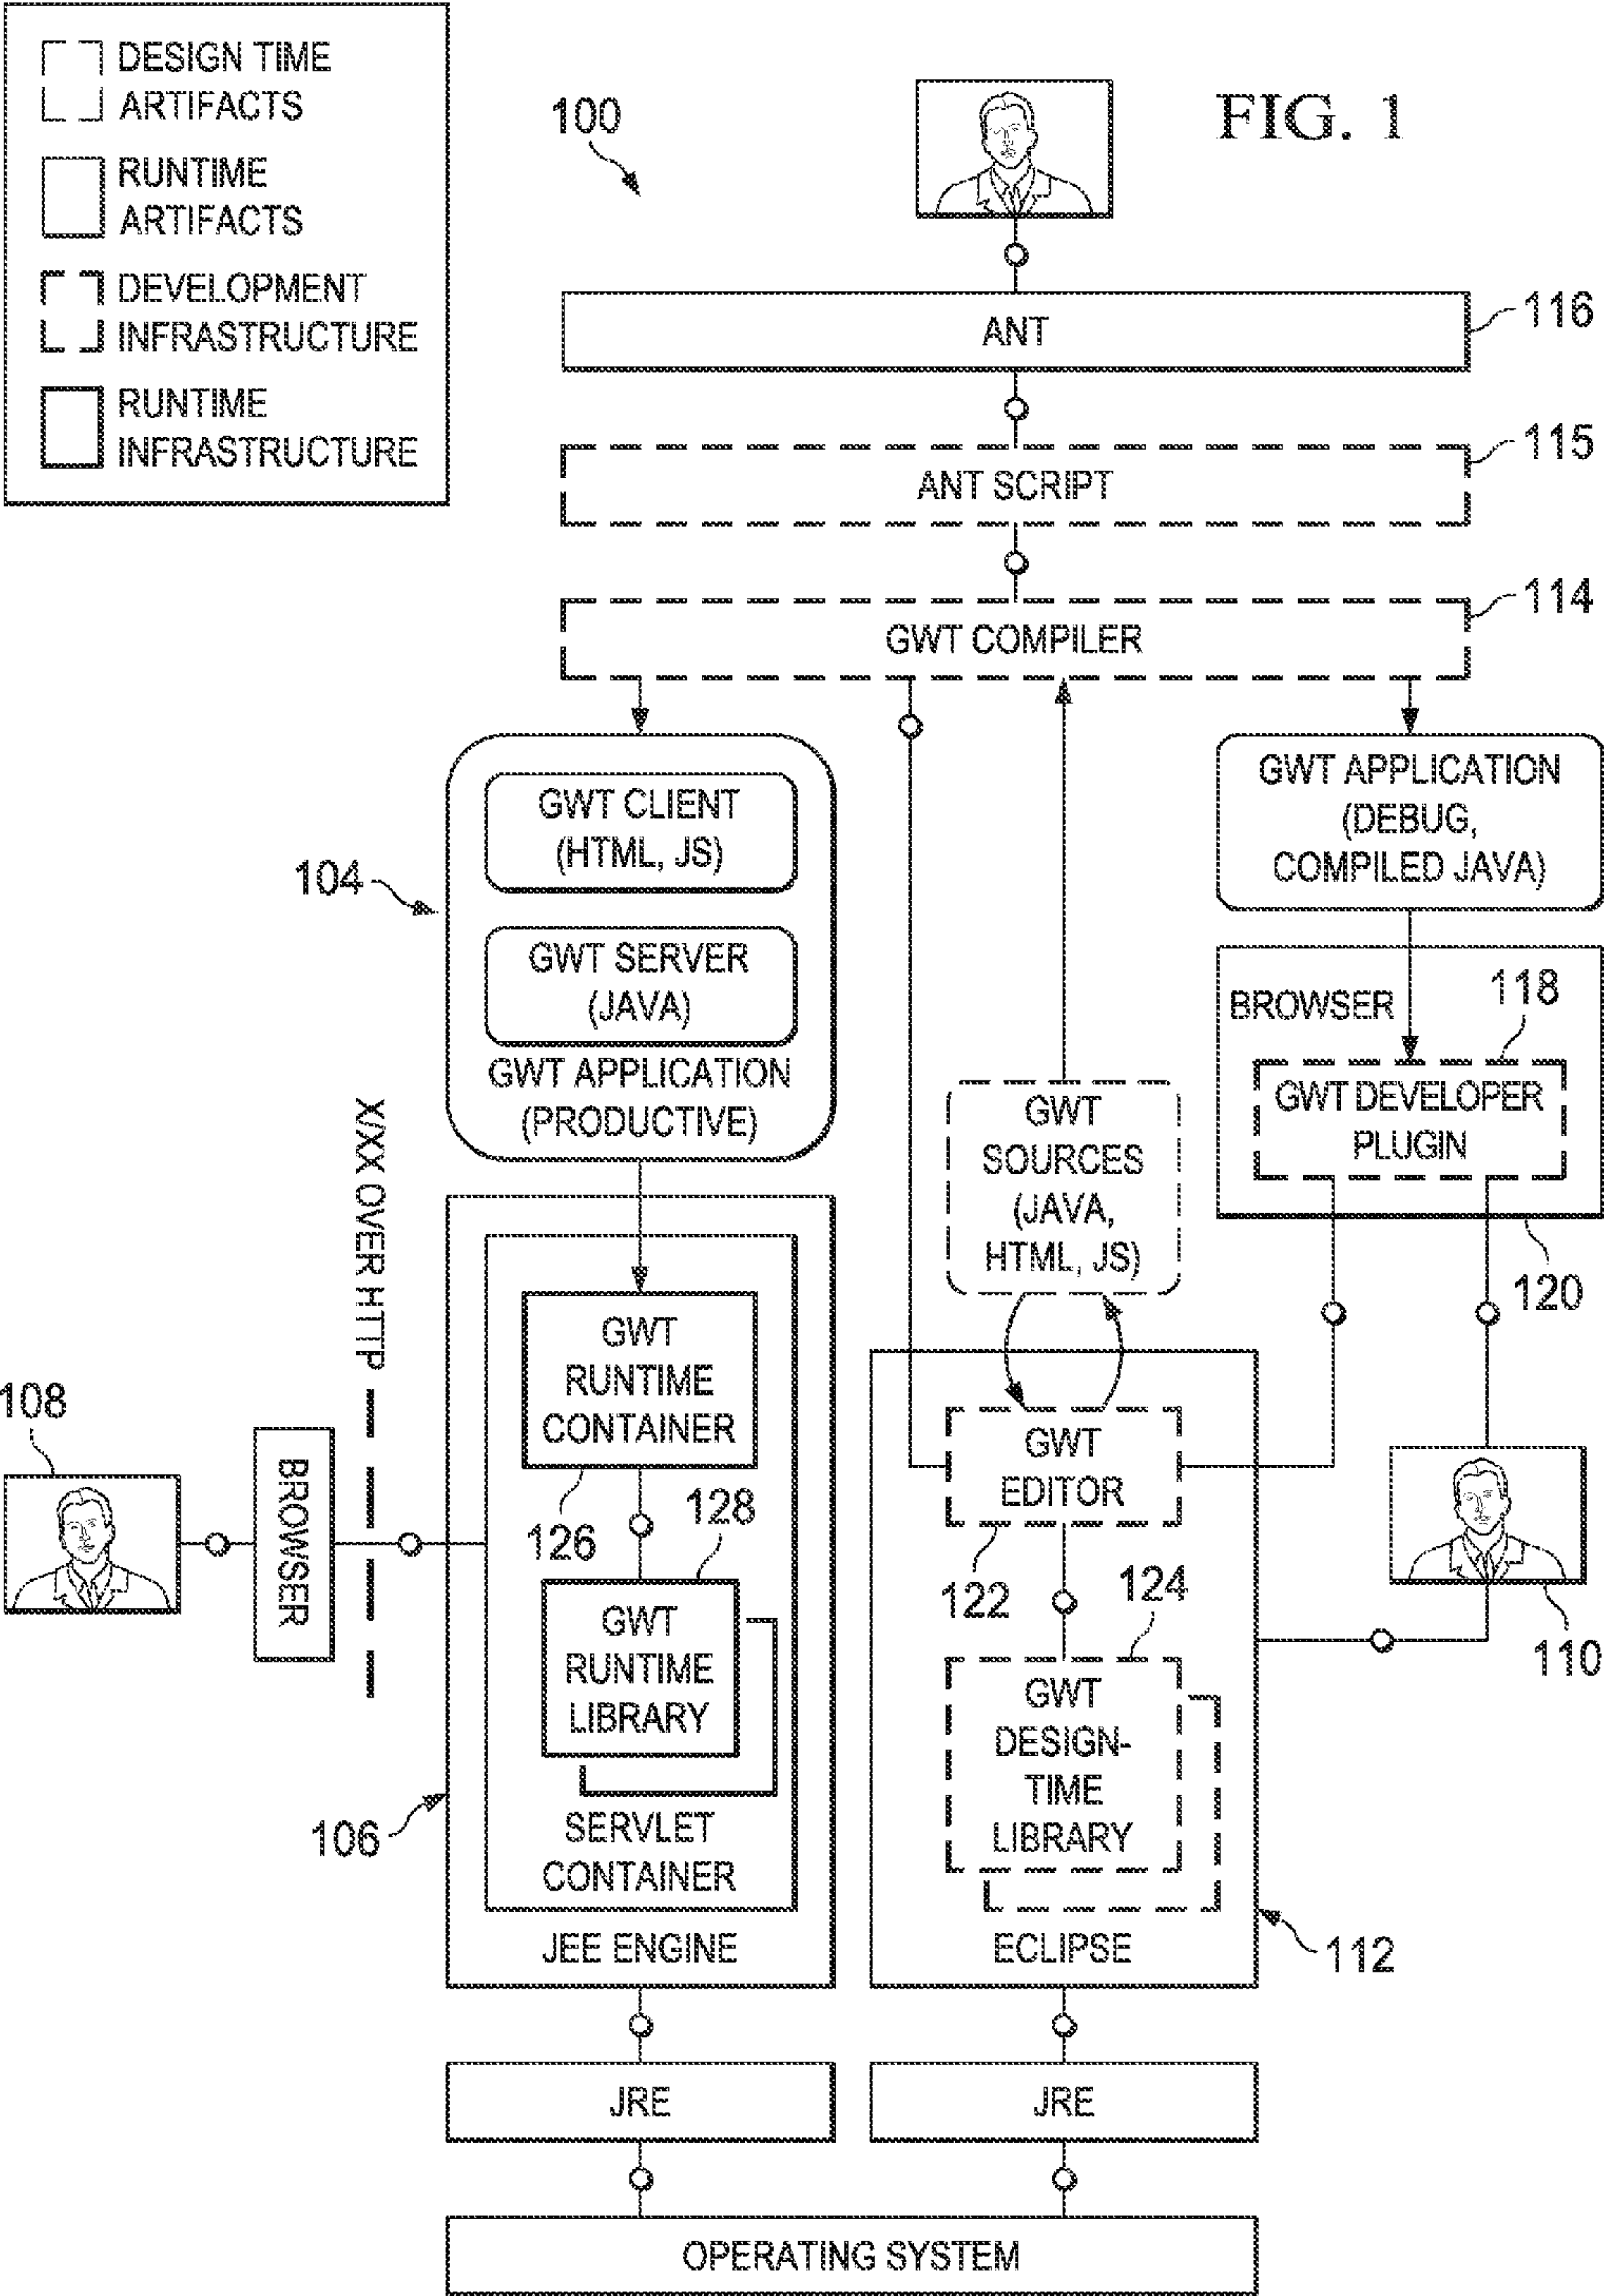 DESIGN TIME
ARTIFACTS
RUNTIME
ARTIFACTS
DEVELOPMENT
INFRASTRUCTURE
RUNTIME
INFRASTRUCTURE
100
FIG. 1
ANT
116
ANT SCRIPT
115
GWT COMPILER
114
104
GWT CLIENT
(HTML, JS)
GWT SERVER
(JAVA)
GWT APPLICATION
(PRODUCTIVE)
GWT APPLICATION
(DEBUG,
COMPILED JAVA)
BROWSER
118
GWT DEVELOPER
PLUGIN
120
GWT
SOURCES
(JAVA,
HTML, JS)
X/XX OVER HTTP
108
BROWSER
GWT
RUNTIME
CONTAINER
126
128
GWT
RUNTIME
LIBRARY
SERVLET
CONTAINER
106
JEE ENGINE
GWT
EDITOR
122
124
GWT
DESIGN-
TIME
LIBRARY
ECLIPSE
112
110
JRE
JRE
OPERATING SYSTEM